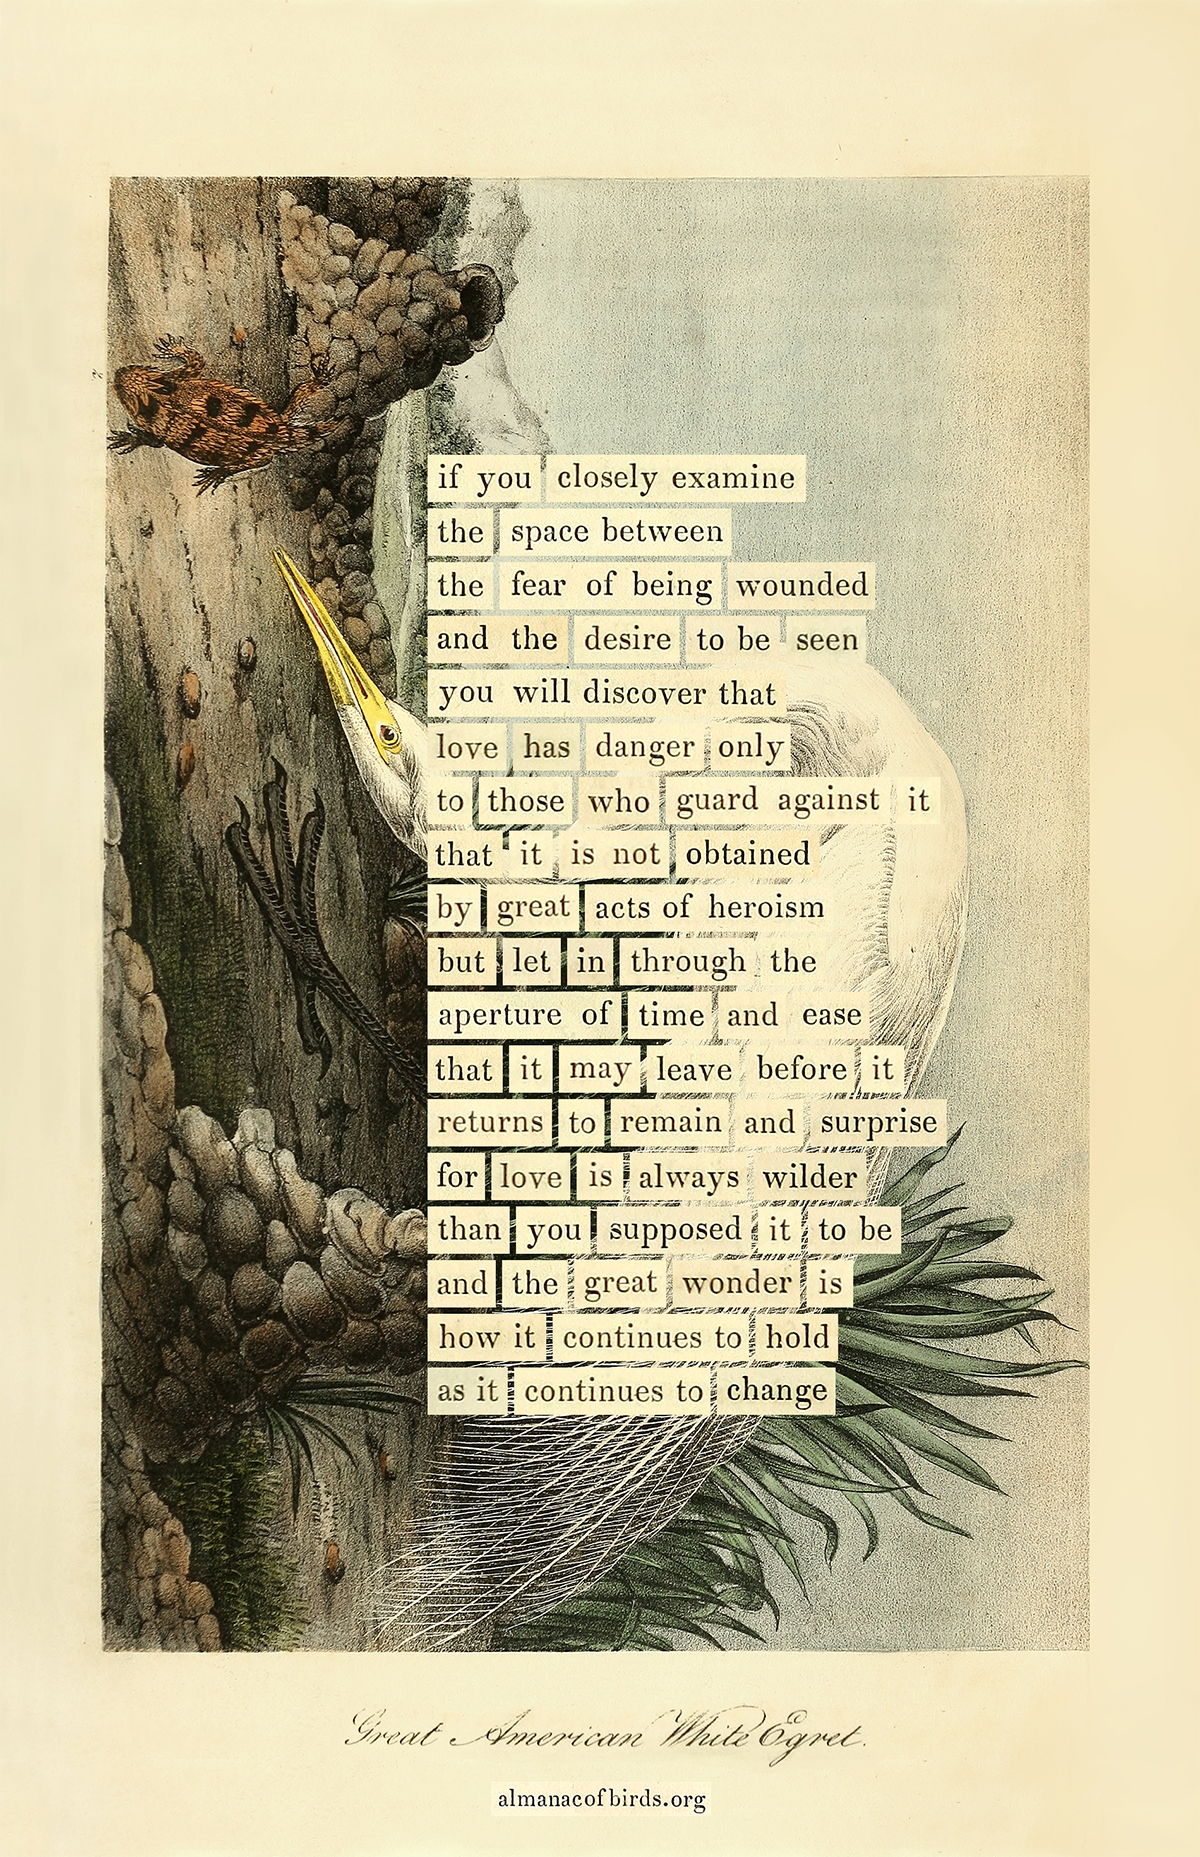 if you closely examine
the space between
the fear of being wounded
and the desire to be seen
you will discover that
love has danger only
to those who guard against it
that it is not obtained
by great acts of heroism
but let in through the
aperture of time and ease
that it may leave before it
returns to remain and surprise
for love is always wilder
than you supposed it to be
and the great wonder is
how it continues to hold
as it continues to change
Great American White Egret.
almanacofbirds.org